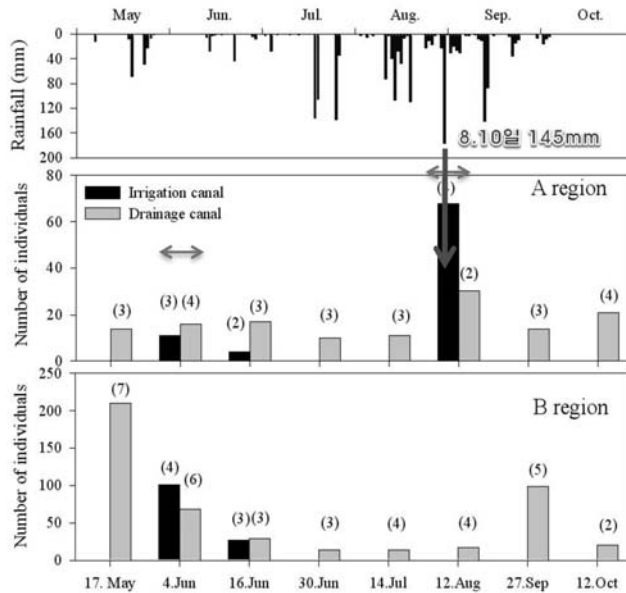 May Jun. Jul. Aug. Sep. Oct.
Rainfall (mm)
0
40
80
120
160
200
8.10일 145mm
Number of individuals
80
60
40
20
0
Irrigation canal
Drainage canal
A region
(3) (3) (4) (2) (3) (3) (3) (2) (3) (4)
Number of individuals
250
200
150
100
50
0
B region
(7) (4) (6) (3) (3) (3) (4) (4) (5) (2)
17. May 4.Jun 16.Jun 30.Jun 14.Jul 12.Aug 27.Sep 12.Oct